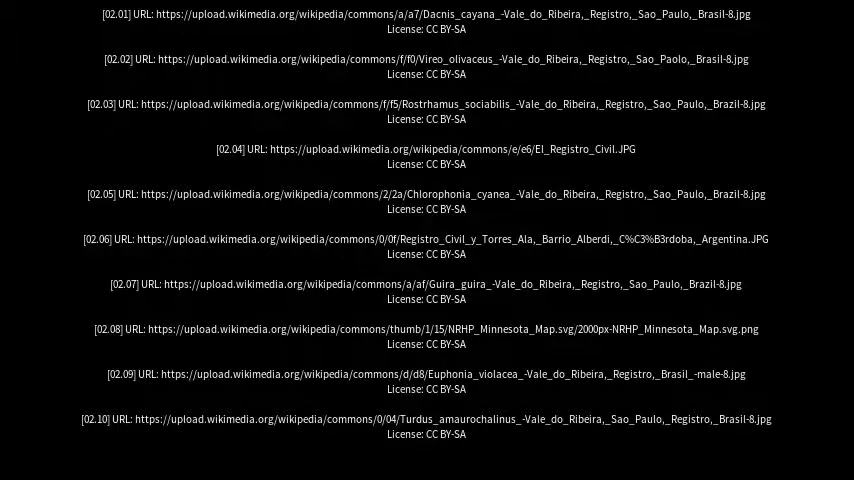 [02.01] URL: https://upload.wikimedia.org/wikipedia/commons/a/a7/Dacnis_cayana_-Vale_do_Ribeira,_Registro,_Sao_Paulo,_Brasil-8.jpg
License: CC BY-SA
[02.02] URL: https://upload.wikimedia.org/wikipedia/commons/f/f0/Vireo_olivaceus_-Vale_do_Ribeira,_Registro,_Sao_Paolo,_Brasil-8.jpg
License: CC BY-SA
[02.03] URL: https://upload.wikimedia.org/wikipedia/commons/f/f5/Rostrhamus_sociabilis_-Vale_do_Ribeira,_Registro,_Sao_Paulo,_Brazil-8.jpg
License: CC BY-SA
[02.04] URL: https://upload.wikimedia.org/wikipedia/commons/e/e6/El_Registro_Civil.JPG
License: CC BY-SA
[02.05] URL: https://upload.wikimedia.org/wikipedia/commons/2/2a/Chlorophonia_cyanea_-Vale_do_Ribeira,_Registro,_Sao_Paulo,_Brazil-8.jpg
License: CC BY-SA
[02.06] URL: https://upload.wikimedia.org/wikipedia/commons/0/0f/Registro_Civil_y_Torres_Ala,_Barrio_Alberdi,_C%C3%B3rdoba,_Argentina.JPG
License: CC BY-SA
[02.07] URL: https://upload.wikimedia.org/wikipedia/commons/a/af/Guira_guira_-Vale_do_Ribeira,_Registro,_Sao_Paulo,_Brazil-8.jpg
License: CC BY-SA
[02.08] URL: https://upload.wikimedia.org/wikipedia/commons/thumb/1/15/NRHP_Minnesota_Map.svg/2000px-NRHP_Minnesota_Map.svg.png
License: CC BY-SA
[02.09] URL: https://upload.wikimedia.org/wikipedia/commons/d/d8/Euphonia_violacea_-Vale_do_Ribeira,_Registro,_Brasil_-male-8.jpg
License: CC BY-SA
[02.10] URL: https://upload.wikimedia.org/wikipedia/commons/0/04/Turdus_amaurochalinus_-Vale_do_Ribeira,_Sao_Paulo,_Registro,_Brasil-8.jpg
License: CC BY-SA